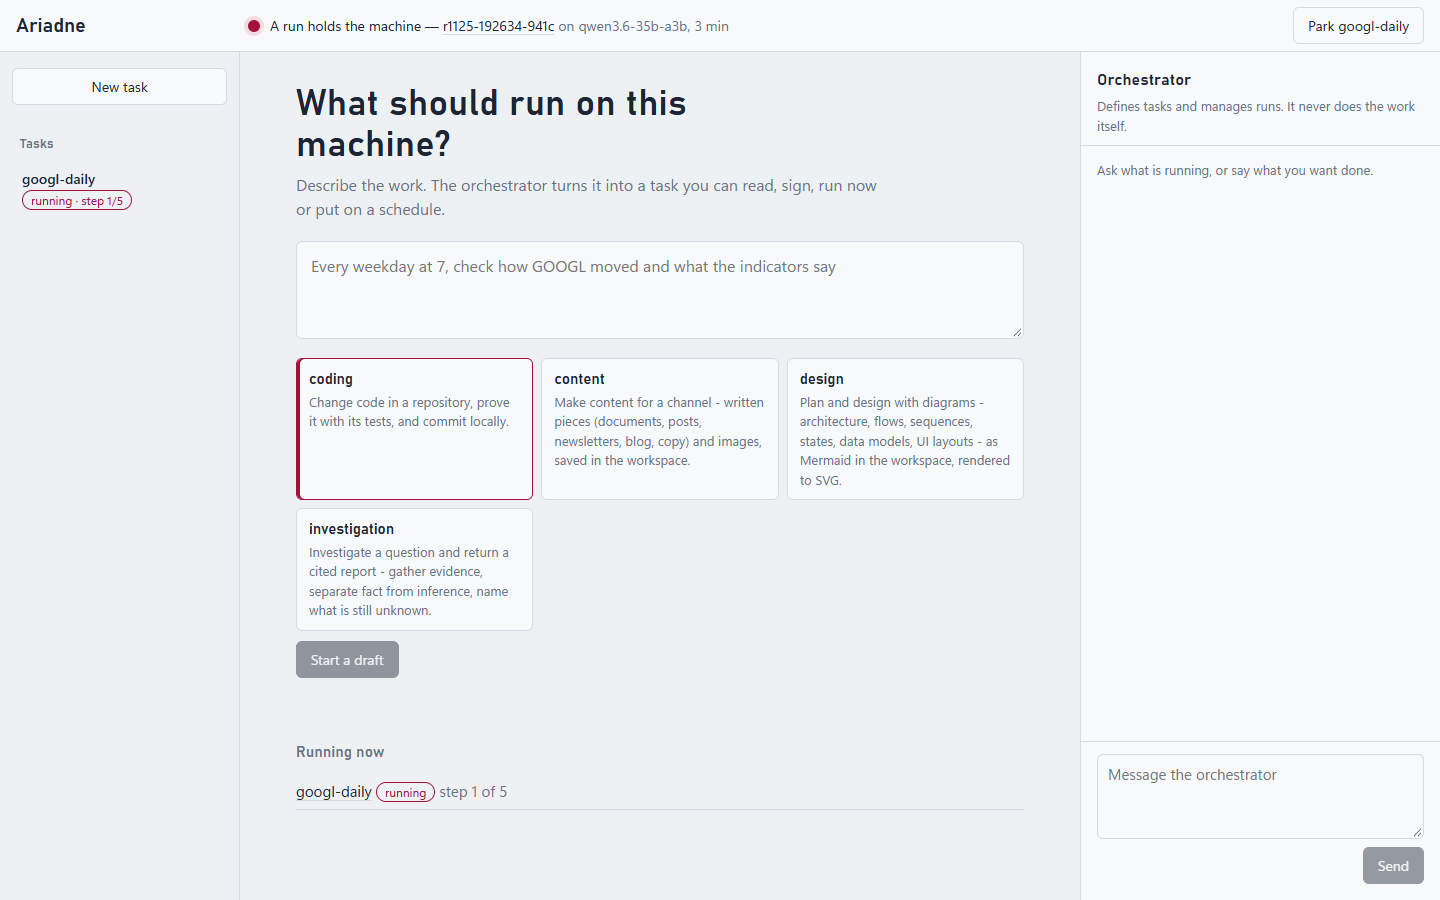 Ariadne
A run holds the machine — r1125-192634-941c on qwen3.6-35b-a3b, 3 min
Park googl-daily
New task
Tasks
googl-daily
running · step 1/5
What should run on this
machine?
Describe the work. The orchestrator turns it into a task you can read, sign, run now
or put on a schedule.
Every weekday at 7, check how GOOGL moved and what the indicators say
coding
Change code in a repository, prove
it with its tests, and commit locally.
content
Make content for a channel - written
pieces (documents, posts,
newsletters, blog, copy) and images,
saved in the workspace.
design
Plan and design with diagrams -
architecture, flows, sequences,
states, data models, UI layouts - as
Mermaid in the workspace, rendered
to SVG.
investigation
Investigate a question and return a
cited report - gather evidence,
separate fact from inference, name
what is still unknown.
Start a draft
Running now
googl-daily running step 1 of 5
Orchestrator
Defines tasks and manages runs. It never does the work
itself.
Ask what is running, or say what you want done.
Message the orchestrator
Send